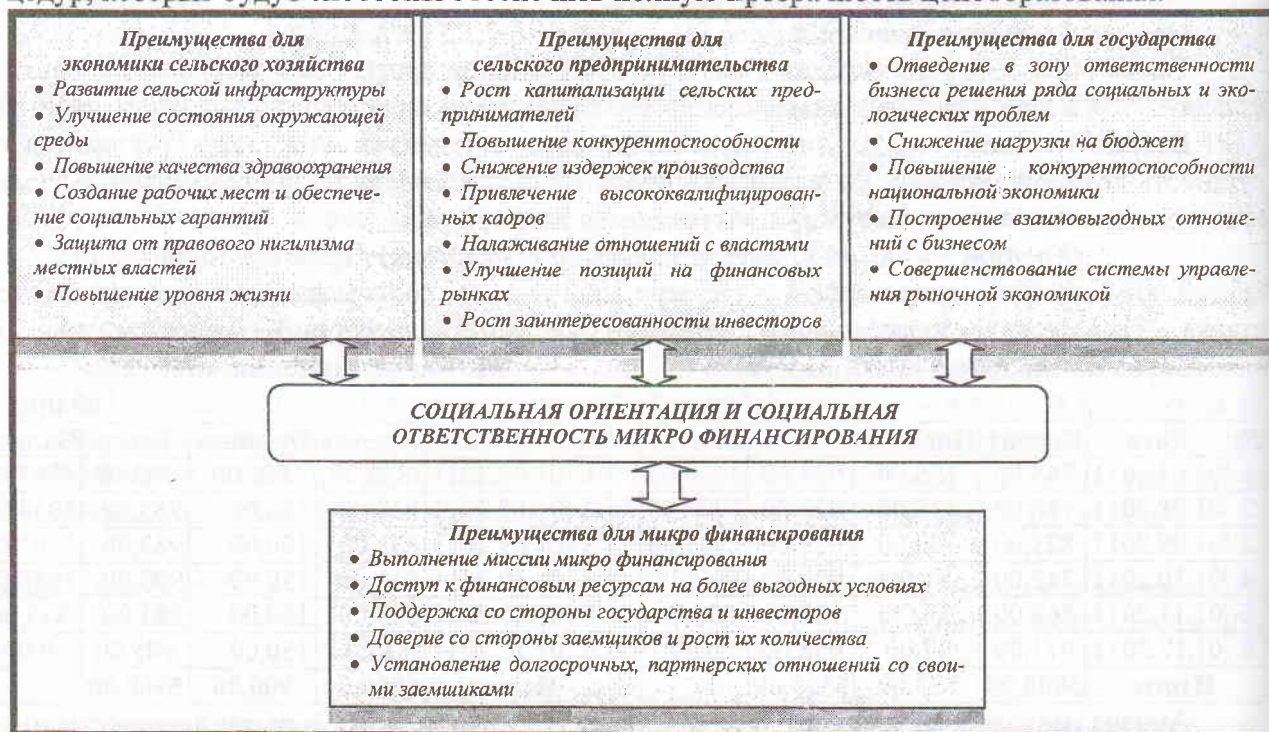 Преимущества для
экономики сельского хозяйства
• Развитие сельской инфраструктуры
• Улучшение состояния окружающей
среды
• Повышение качества здравоохранения
• Создание рабочих мест и обеспече-
ние социальных гарантий
• Защита от правового нигилизма
местных властей
• Повышение уровня жизни
Преимущества для
сельского предпринимательства
• Рост капитализации сельских пред-
принимателей
• Повышение конкурентоспособности
• Снижение издержек производства
• Привлечение высококвалифицирован-
ных кадров
• Налаживание отношений с властями
• Улучшение позиций на финансовых
рынках
• Рост заинтересованности инвесторов
Преимущества для государства
• Отведение в зону ответственности
бизнеса решения ряда социальных и эко-
логических проблем
• Снижение нагрузки на бюджет
• Повышение конкурентоспособности
национальной экономики
• Построение взаимовыгодных отноше-
ний с бизнесом
• Совершенствование системы управле-
ния рыночной экономикой
СОЦИАЛЬНАЯ ОРИЕНТАЦИЯ И СОЦИАЛЬНАЯ
ОТВЕТСТВЕННОСТЬ МИКРО ФИНАНСИРОВАНИЯ
Преимущества для микро финансирования
• Выполнение миссии микро финансирования
• Доступ к финансовым ресурсам на более выгодных условиях
• Поддержка со стороны государства и инвесторов
• Доверие со стороны заемщиков и рост их количества
• Установление долгосрочных, партнерских отношений со свои-
ми заемщиками